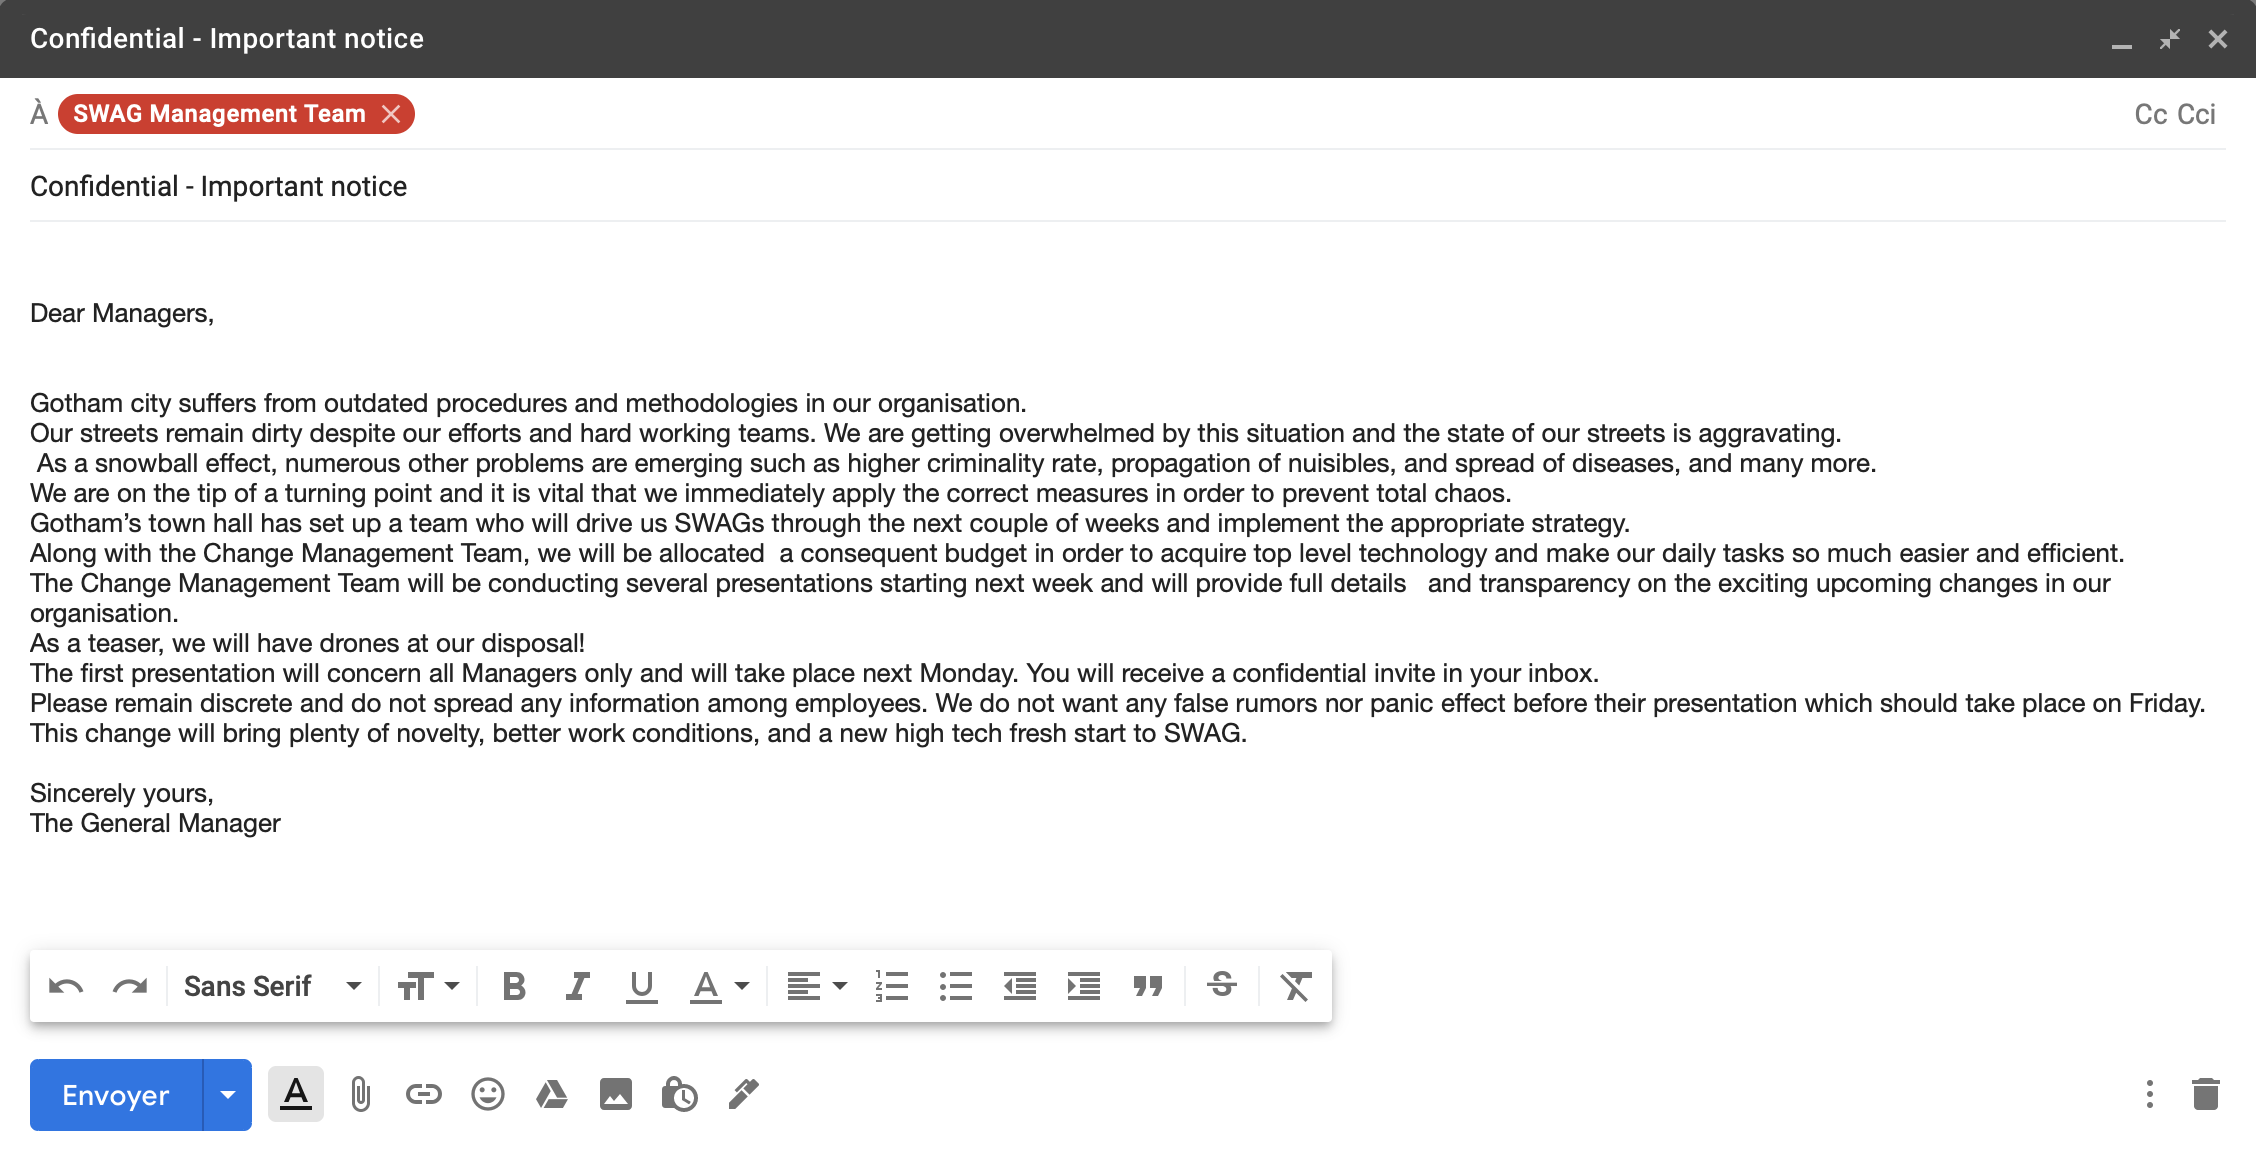 Confidential - Important notice
À SWAG Management Team Cc Cci
Confidential - Important notice
Dear Managers,
Gotham city suffers from outdated procedures and methodologies in our organisation.
Our streets remain dirty despite our efforts and hard working teams. We are getting overwhelmed by this situation and the state of our streets is aggravating.
As a snowball effect, numerous other problems are emerging such as higher criminality rate, propagation of nuisibles, and spread of diseases, and many more.
We are on the tip of a turning point and it is vital that we immediately apply the correct measures in order to prevent total chaos.
Gotham’s town hall has set up a team who will drive us SWAGs through the next couple of weeks and implement the appropriate strategy.
Along with the Change Management Team, we will be allocated  a consequent budget in order to acquire top level technology and make our daily tasks so much easier and efficient.
The Change Management Team will be conducting several presentations starting next week and will provide full details   and transparency on the exciting upcoming changes in our
organisation.
As a teaser, we will have drones at our disposal!
The first presentation will concern all Managers only and will take place next Monday. You will receive a confidential invite in your inbox.
Please remain discrete and do not spread any information among employees. We do not want any false rumors nor panic effect before their presentation which should take place on Friday.
This change will bring plenty of novelty, better work conditions, and a new high tech fresh start to SWAG.
Sincerely yours,
The General Manager
Sans Serif
Envoyer